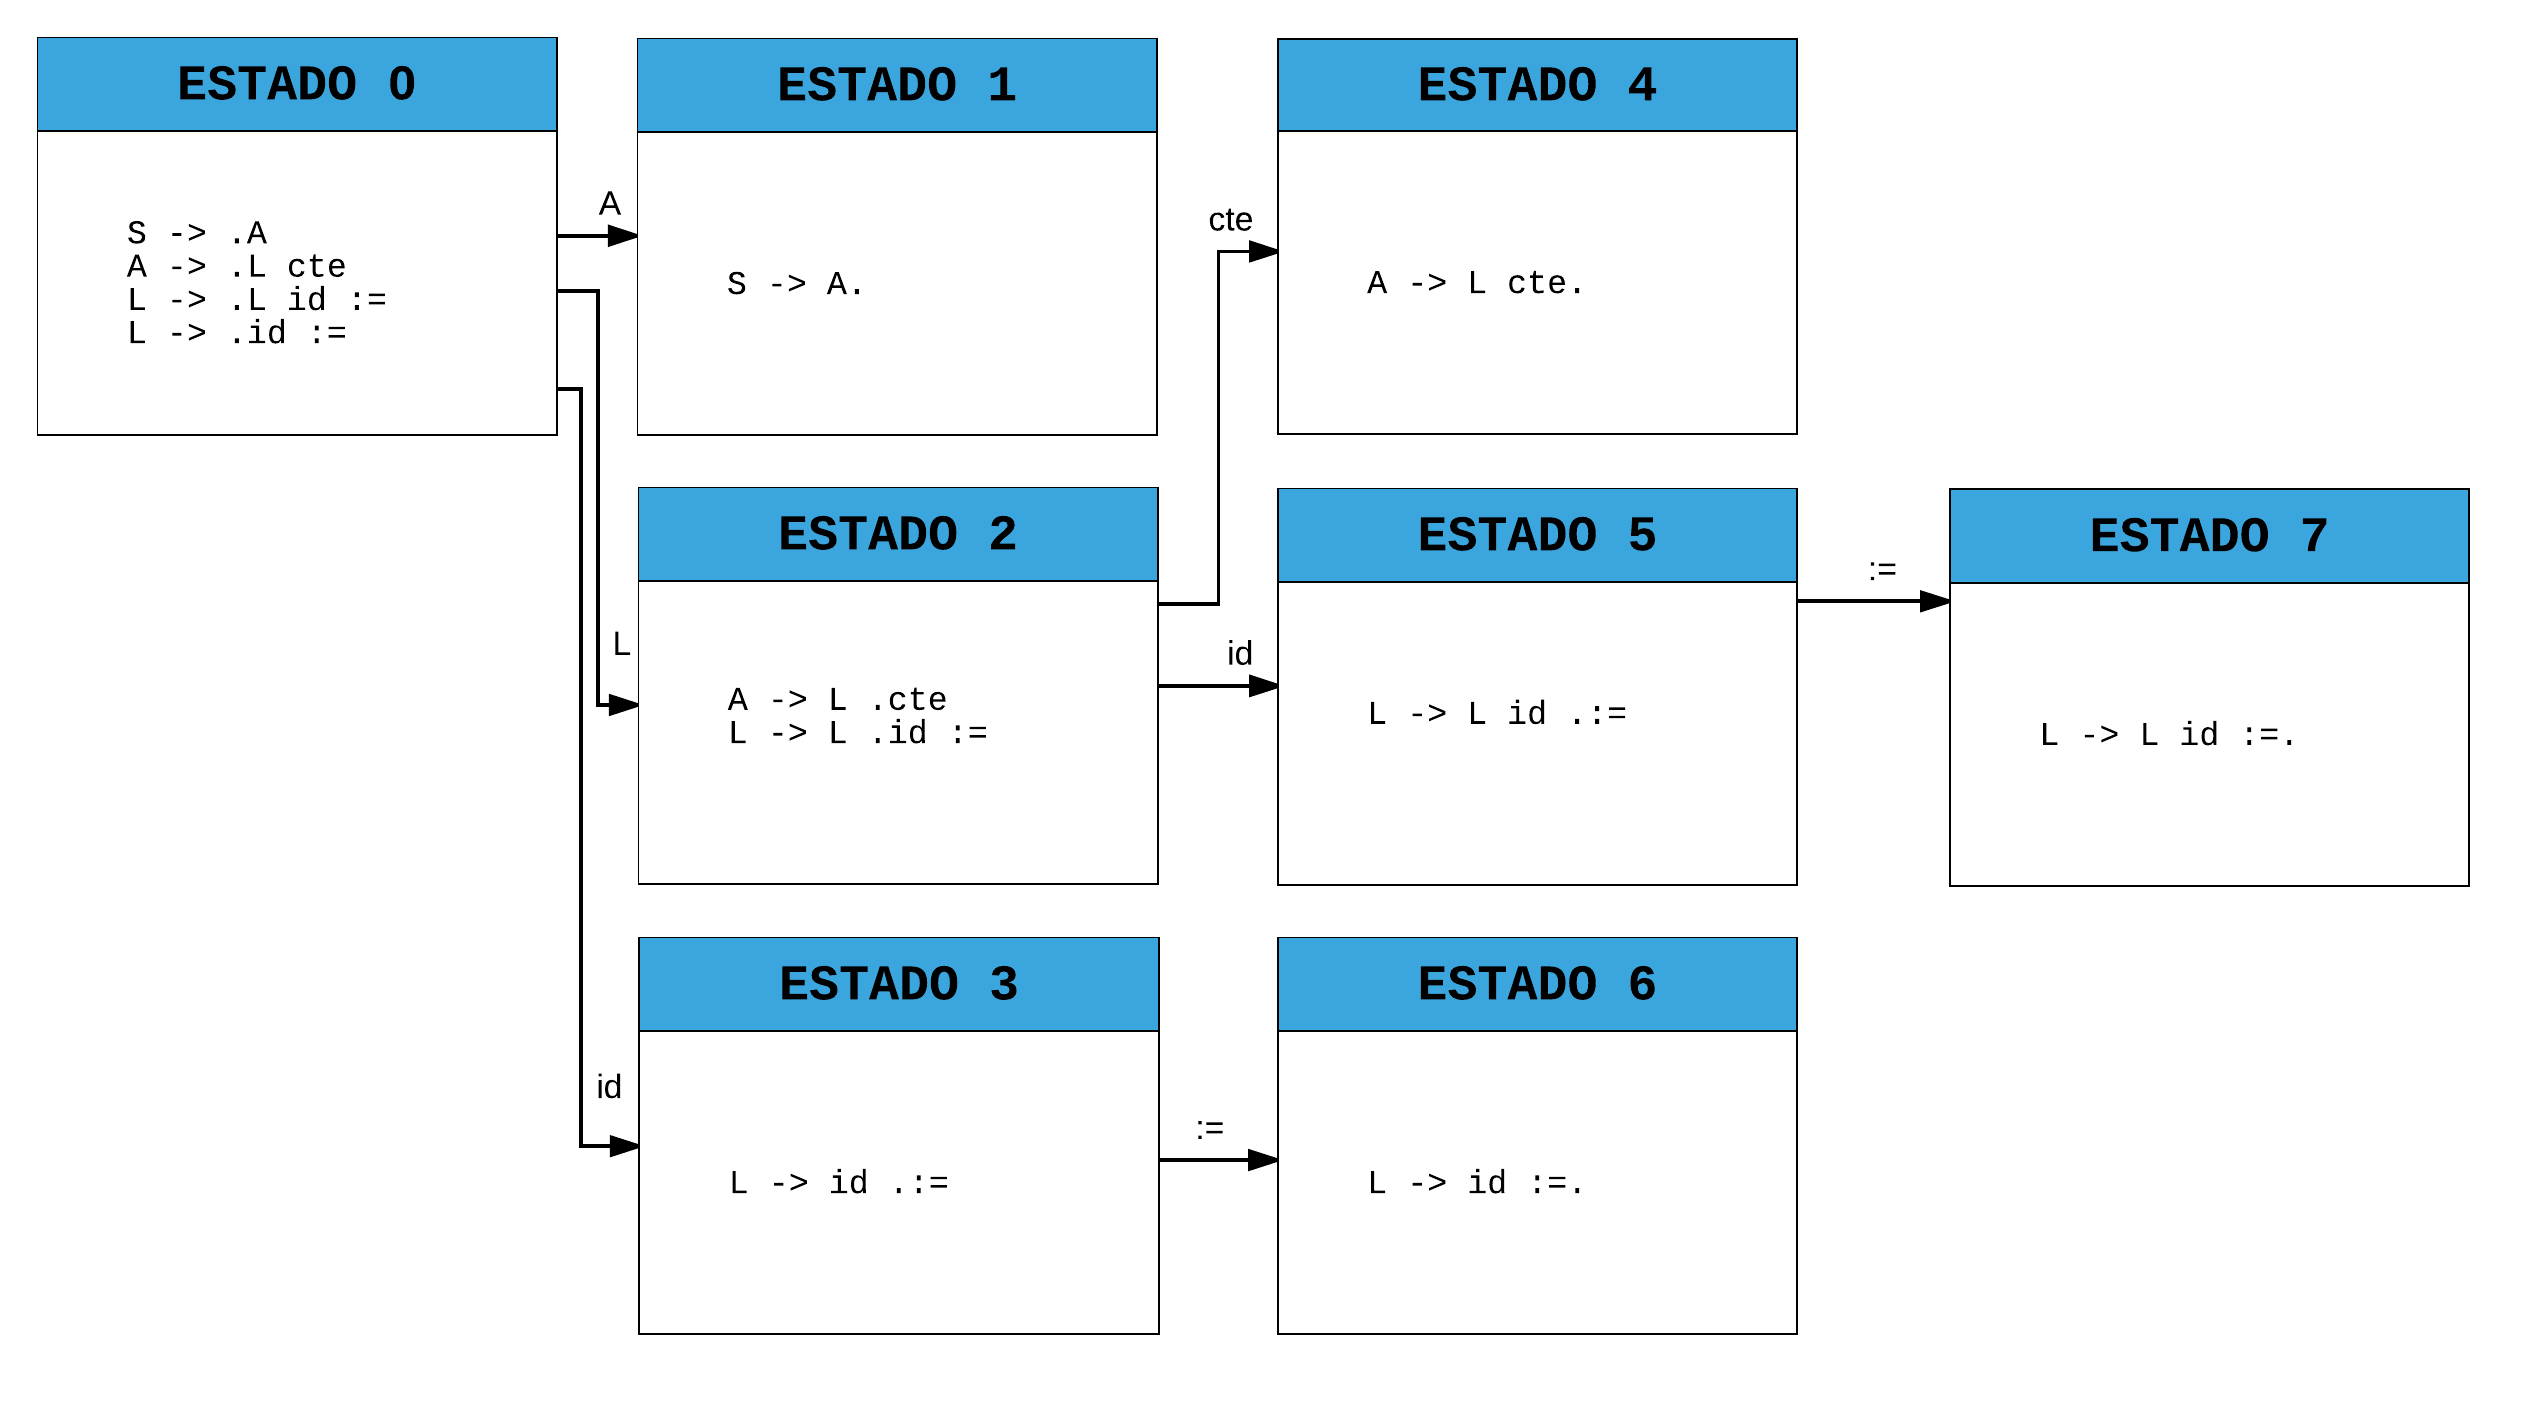 ESTADO 0
S -> .A
A -> .L cte
L -> .L id :=
L -> .id :=
A
L
id
ESTADO 1
S -> A.
ESTADO 2
A -> L .cte
L -> L .id :=
cte
id
ESTADO 3
L -> id .:=
:=
ESTADO 4
A -> L cte.
ESTADO 5
L -> L id .:=
:=
ESTADO 6
L -> id :=.
ESTADO 7
L -> L id :=.